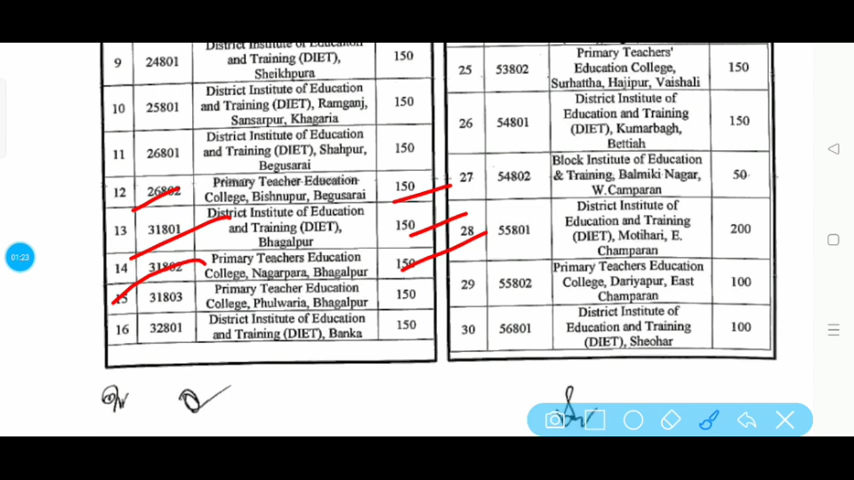 District Institute of Education
9 24801 and Training (DIET), 150
Sheikhpura
District Institute of Education
10 25801 and Training (DIET), Ramganj, 150
Sansarpur, Khagaria
District Institute of Education
11 26801 and Training (DIET), Shahpur, 150
Begusarai
12 26802 Primary Teacher Education 150
College, Bishnupur, Begusarai
District Institute of Education
13 31801 and Training (DIET), 150
Bhagalpur
14 31802 Primary Teachers Education 150
College, Nagarpara, Bhagalpur
15 31803 Primary Teacher Education 150
College, Phulwaria, Bhagalpur
16 32801 District Institute of Education 150
and Training (DIET), Banka
Primary Teachers'
25 53802 Education College, 150
Surhattha, Hajipur, Vaishali
District Institute of
26 54801 Education and Training 150
(DIET), Kumarbagh,
Bettiah
Block Institute of Education
27 54802 & Training, Balmiki Nagar, 50
W.Camparan
District Institute of
28 55801 Education and Training 200
(DIET), Motihari, E.
Champaran
Primary Teachers Education
29 55802 College, Dariyapur, East 100
Champaran
District Institute of
30 56801 Education and Training 100
(DIET), Sheohar
01:23